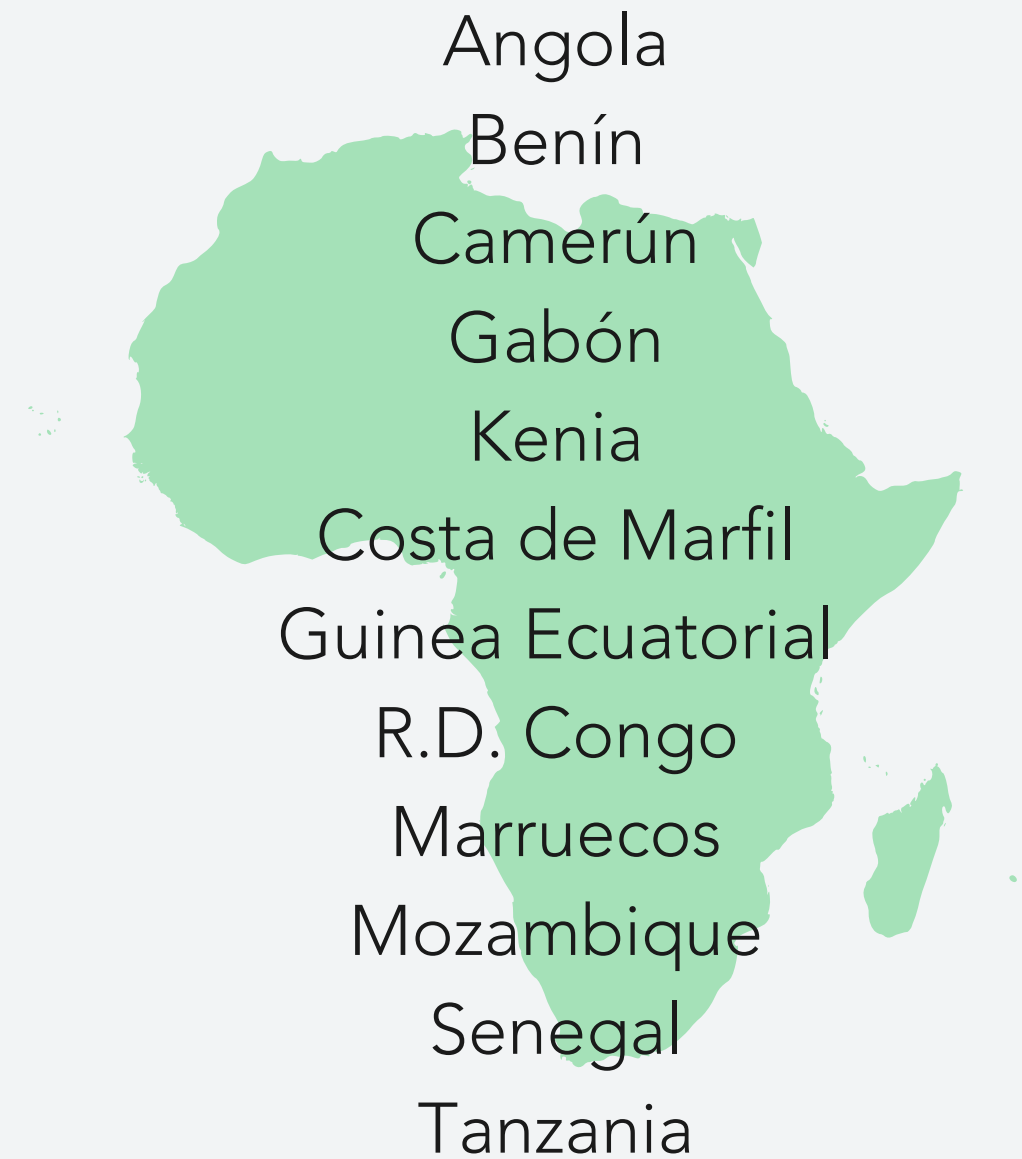 Angola
Benín
Camerún
Gabón
Kenia
Costa de Marfil
Guinea Ecuatorial
R.D. Congo
Marruecos
Mozambique
Senegal
Tanzania